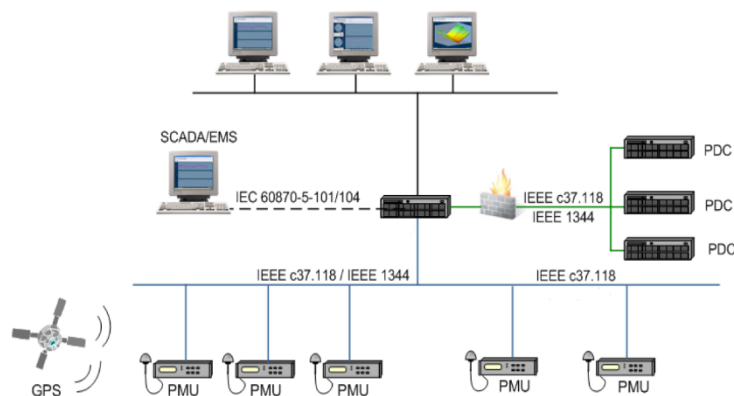 SCADA/EMS
PDC
IEC 60870-5-101/104
IEEE c37.118
PDC
IEEE 1344
PDC
IEEE c37.118 / IEEE 1344
IEEE c37.118
GPS
PMU
PMU
PMU
PMU
PMU